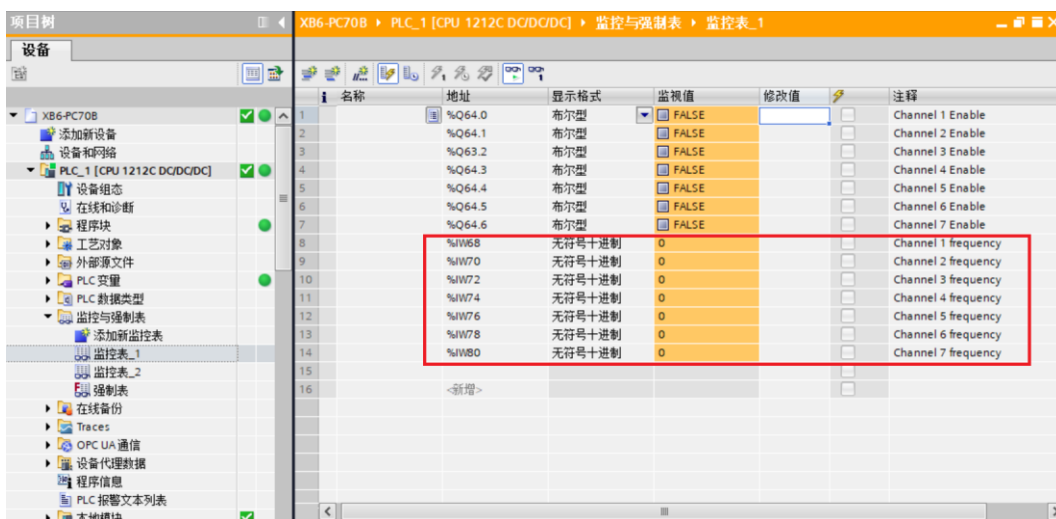 项目树
XB6-PC70B ▸ PLC_1 [CPU 1212C DC/DC/DC] ▸ 监控与强制表 ▸ 监控表_1
设备
i 名称 地址 显示格式 监视值 修改值 注释
XB6-PC70B
添加新设备
设备和网络
PLC_1 [CPU 1212C DC/DC/DC]
设备组态
在线和诊断
程序块
工艺对象
外部源文件
PLC 变量
PLC 数据类型
监控与强制表
添加新监控表
监控表_1
监控表_2
强制表
在线备份
Traces
OPC UA 通信
设备代理数据
程序信息
PLC 报警文本列表
本地模块
1 %Q64.0 布尔型 FALSE Channel 1 Enable
2 %Q64.1 布尔型 FALSE Channel 2 Enable
3 %Q63.2 布尔型 FALSE Channel 3 Enable
4 %Q64.3 布尔型 FALSE Channel 4 Enable
5 %Q64.4 布尔型 FALSE Channel 5 Enable
6 %Q64.5 布尔型 FALSE Channel 6 Enable
7 %Q64.6 布尔型 FALSE Channel 7 Enable
8 %IW68 无符号十进制 0 Channel 1 frequency
9 %IW70 无符号十进制 0 Channel 2 frequency
10 %IW72 无符号十进制 0 Channel 3 frequency
11 %IW74 无符号十进制 0 Channel 4 frequency
12 %IW76 无符号十进制 0 Channel 5 frequency
13 %IW78 无符号十进制 0 Channel 6 frequency
14 %IW80 无符号十进制 0 Channel 7 frequency
15
16 <新增>